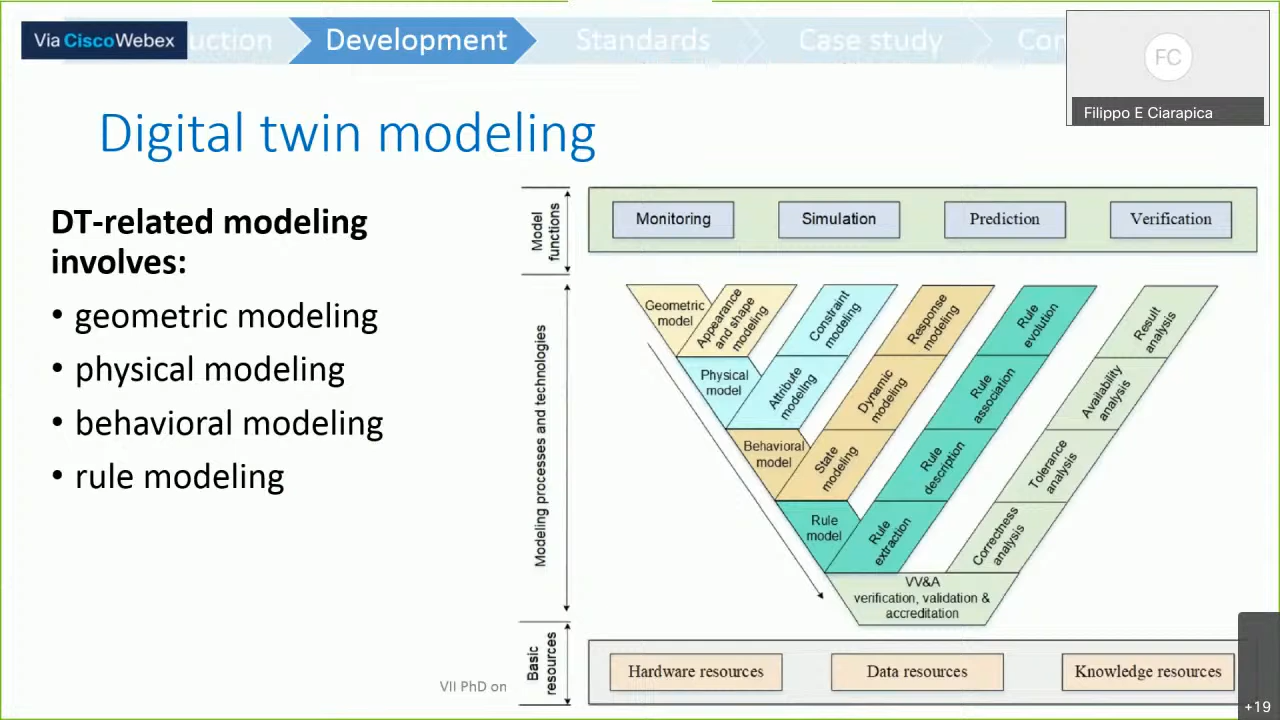 Via CiscoWebex
uction
Development
Standards
Case study
Con
FC
Filippo E Ciarapica
Digital twin modeling
DT-related modeling
involves:
• geometric modeling
• physical modeling
• behavioral modeling
• rule modeling
Model
functions
Monitoring
Simulation
Prediction
Verification
Modeling processes and technologies
Geometric
model
Appearance
and shape
modeling
Constraint
modeling
Response
modeling
Rule
evolution
Result
analysis
Physical
model
Attribute
modeling
Dynamic
modeling
Rule
association
Availability
analysis
Behavioral
model
State
modeling
Rule
description
Tolerance
analysis
Rule
model
Rule
extraction
Correctness
analysis
VV&A
verification, validation &
accreditation
Basic
resources
Hardware resources
Data resources
Knowledge resources
VII PhD on
+19